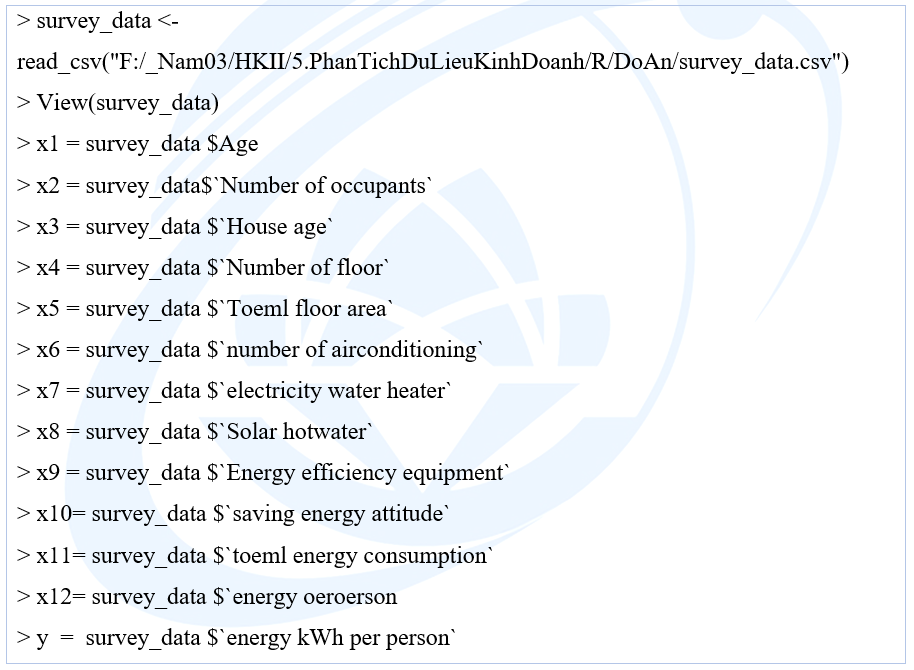 > survey_data <-
read_csv("F:/_Nam03/HKII/5.PhanTichDuLieuKinhDoanh/R/DoAn/survey_data.csv")
> View(survey_data)
> x1 = survey_data $Age
> x2 = survey_data$`Number of occupants`
> x3 = survey_data $`House age`
> x4 = survey_data $`Number of floor`
> x5 = survey_data $`Toeml floor area`
> x6 = survey_data $`number of airconditioning`
> x7 = survey_data $`electricity water heater`
> x8 = survey_data $`Solar hotwater`
> x9 = survey_data $`Energy efficiency equipment`
> x10= survey_data $`saving energy attitude`
> x11= survey_data $`toeml energy consumption`
> x12= survey_data $`energy oeroerson
> y  =  survey_data $`energy kWh per person`